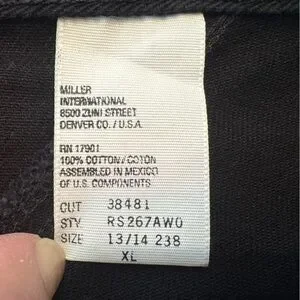 MILLER
INTERNATIONAL
8500 ZUNI STREET
DENVER CO./U.S.A.
RN 17901
100% COTTON/COTON
ASSEMBLED IN MEXICO
OF U.S. COMPONENTS
CUT 38481
STY RS267AWO
SIZE 13/14 238
XL